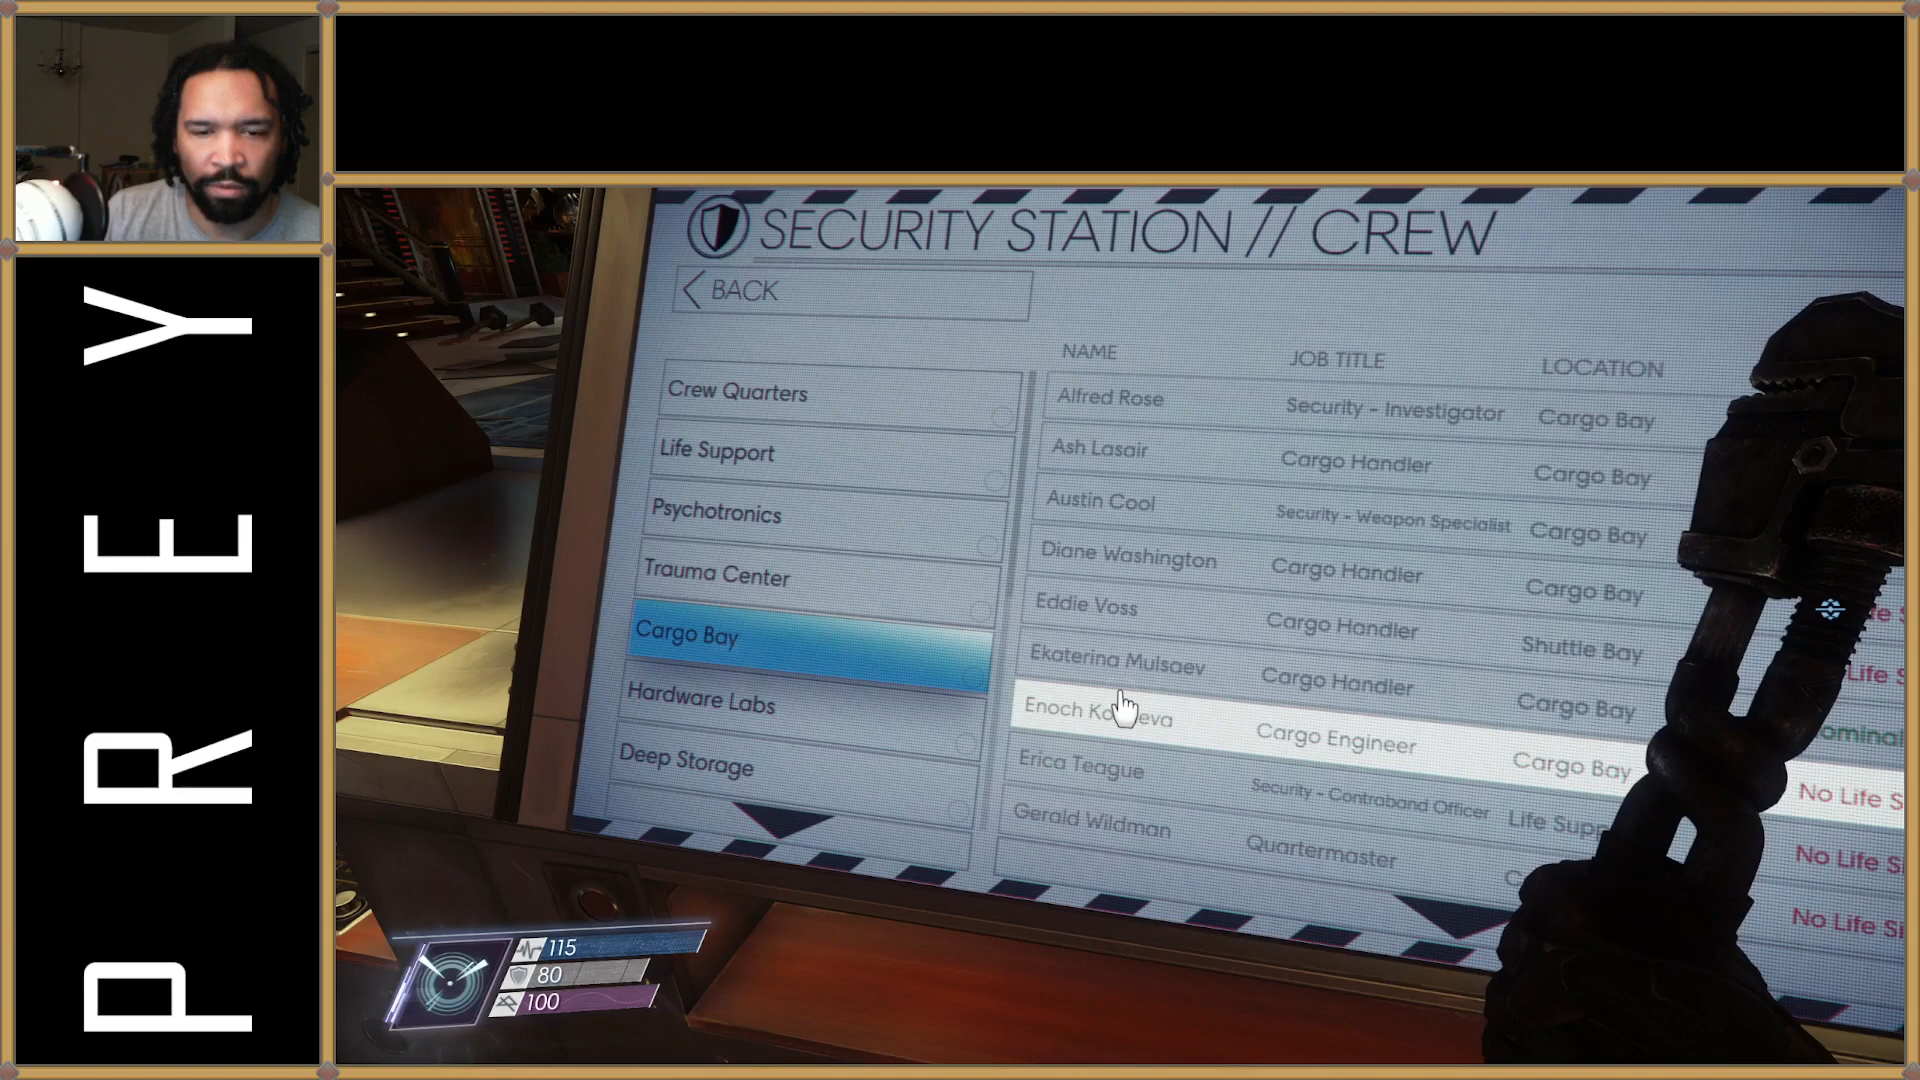 PREY
SECURITY STATION // CREW
BACK
Crew Quarters
Life Support
Psychotronics
Trauma Center
Cargo Bay
Hardware Labs
Deep Storage
NAME JOB TITLE LOCATION
Alfred Rose Security - Investigator Cargo Bay
Ash Lasair Cargo Handler Cargo Bay
Austin Cool Security - Weapon Specialist Cargo Bay
Diane Washington Cargo Handler Cargo Bay
Eddie Voss Cargo Handler Shuttle Bay
Ekaterina Mulsaev Cargo Handler Cargo Bay
Enoch Cargo Engineer Cargo Bay No Life S
Erica Teague Security - Contraband Officer Life Supp No Life S
Gerald Wildman Quartermaster No Life Si
115
80
100